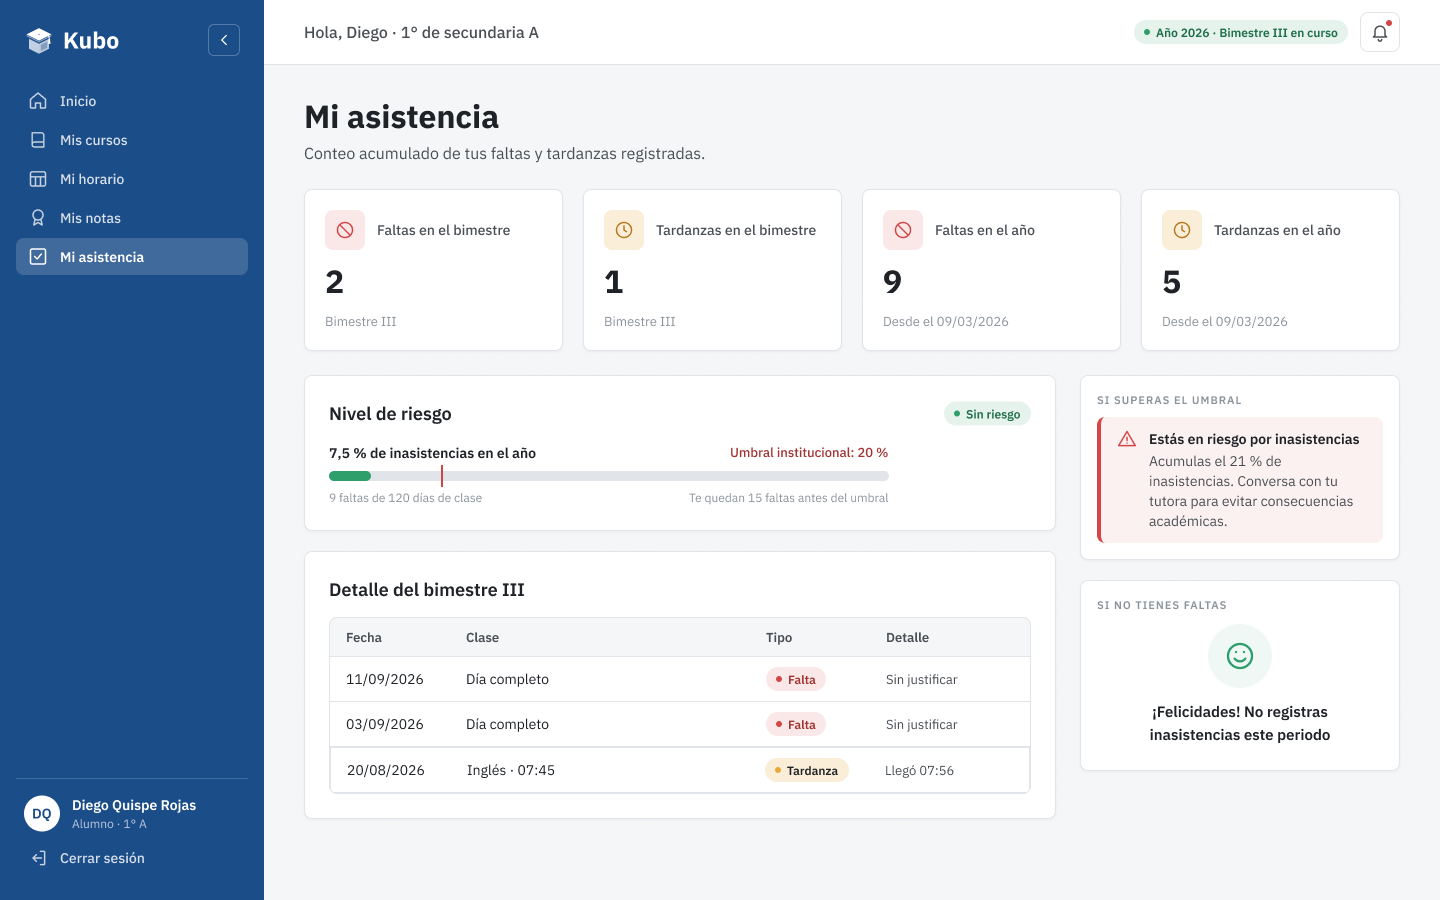 Kubo
Inicio
Mis cursos
Mi horario
Mis notas
Mi asistencia
DQ
Diego Quispe Rojas
Alumno · 1° A
Cerrar sesión
Hola, Diego · 1° de secundaria A
Año 2026 · Bimestre III en curso
Mi asistencia
Conteo acumulado de tus faltas y tardanzas registradas.
Faltas en el bimestre
2
Bimestre III
Tardanzas en el bimestre
1
Bimestre III
Faltas en el año
9
Desde el 09/03/2026
Tardanzas en el año
5
Desde el 09/03/2026
Nivel de riesgo
Sin riesgo
7,5 % de inasistencias en el año
Umbral institucional: 20 %
9 faltas de 120 días de clase
Te quedan 15 faltas antes del umbral
Detalle del bimestre III
Fecha Clase Tipo Detalle
11/09/2026 Día completo Falta Sin justificar
03/09/2026 Día completo Falta Sin justificar
20/08/2026 Inglés · 07:45 Tardanza Llegó 07:56
SI SUPERAS EL UMBRAL
Estás en riesgo por inasistencias
Acumulas el 21 % de
inasistencias. Conversa con tu
tutora para evitar consecuencias
académicas.
SI NO TIENES FALTAS
¡Felicidades! No registras
inasistencias este periodo